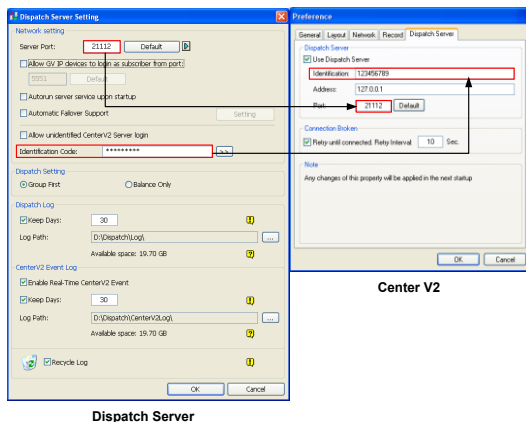 Dispatch Server Setting
Network setting
Server Port: 21112 Default
Allow GV IP devices to login as subscriber from port:
5551 Default
Autorun server service upon startup
Automatic Failover Support Setting
Allow unidentified CenterV2 Server login
Identification Code: ********* >>
Dispatch Setting
Group First Balance Only
Dispatch Log
Keep Days: 30
Log Path: D:\Dispatch\Log\ ...
Available space: 19.70 GB
CenterV2 Event Log
Enable Real-Time CenterV2 Event
Keep Days: 30
Log Path: D:\Dispatch\CenterV2Log\ ...
Available space: 19.70 GB
Recycle Log
OK Cancel
Dispatch Server
Preference
General Layout Network Record Dispatch Server
Dispatch Server
Use Dispatch Server
Identification: 123456789
Address: 127.0.0.1
Port: 21112 Default
Connection Broken
Retry until connected. Retry Interval 10 Sec.
Note
Any changes of this property will be applied in the next startup
OK Cancel
Center V2